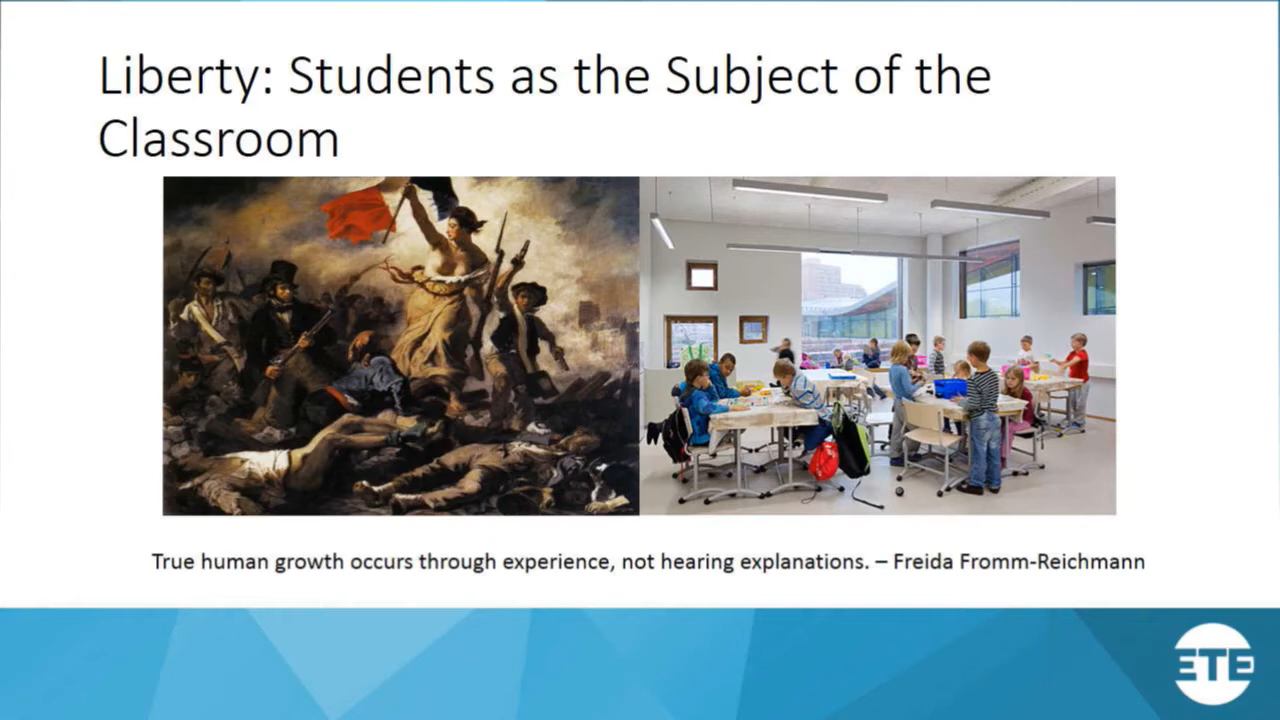 Liberty: Students as the Subject of the
Classroom
True human growth occurs through experience, not hearing explanations. – Freida Fromm-Reichmann
ETE